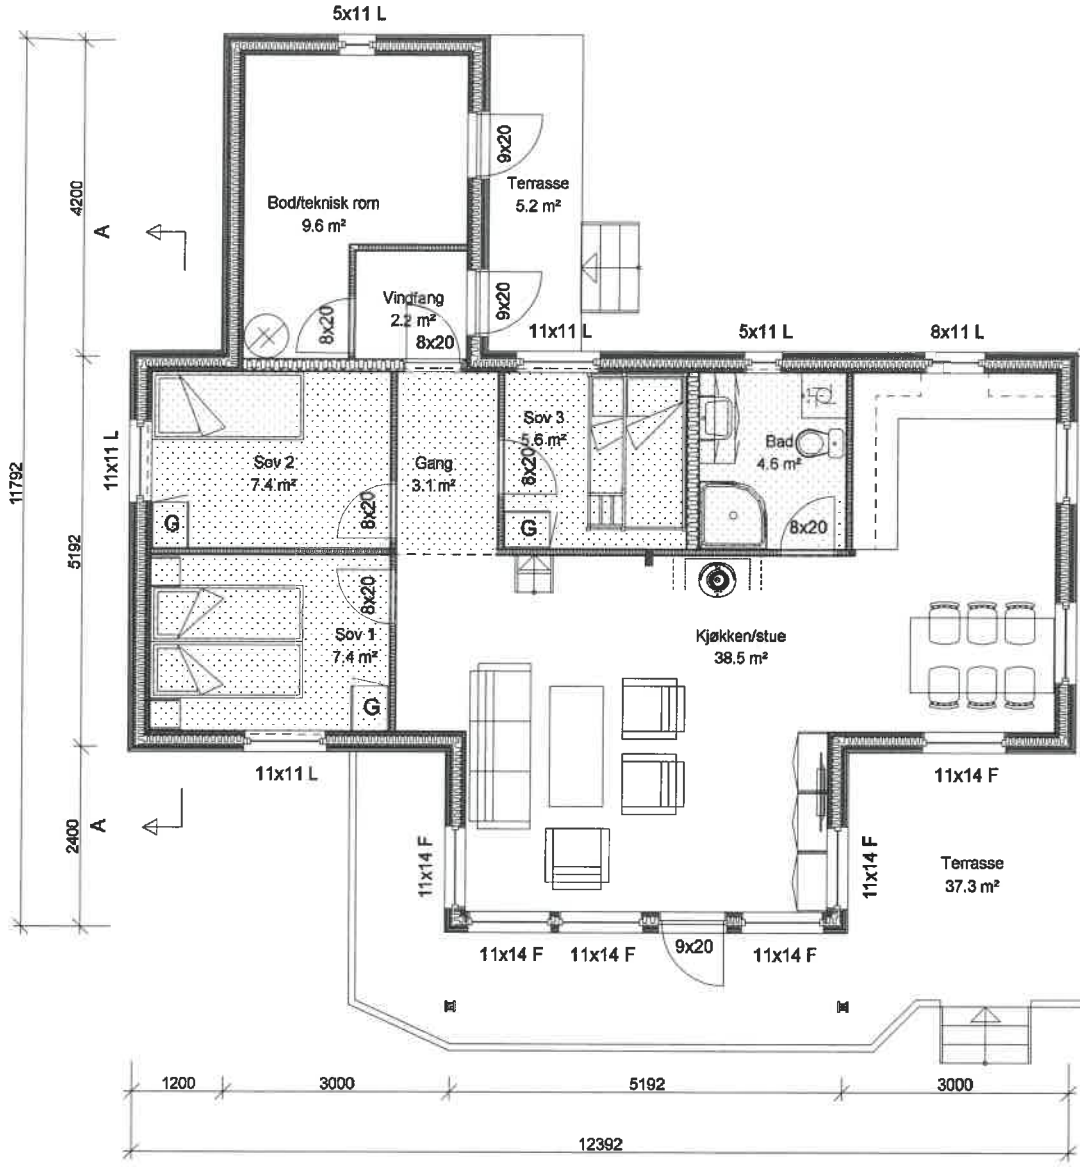 5x11 L
9x20
Terrasse
5.2 m²
4200
Bod/teknisk rom
9.6 m²
A
Vindfang
2.2 m²
9x20
8x20
8x20
11x11 L
5x11 L
8x11 L
11792
11x11 L
Sov 2
7.4 m²
Gang
3.1 m²
Sov 3
5.6 m²
Bad
4.6 m²
8x20
8x20
G
G
8x20
5192
8x20
Sov 1
7.4 m²
Kjøkken/stue
38.5 m²
G
11x11 L
11x14 F
2400
A
11x14 F
11x14 F
Terrasse
37.3 m²
11x14 F
11x14 F
9x20
11x14 F
1200
3000
5192
3000
12392